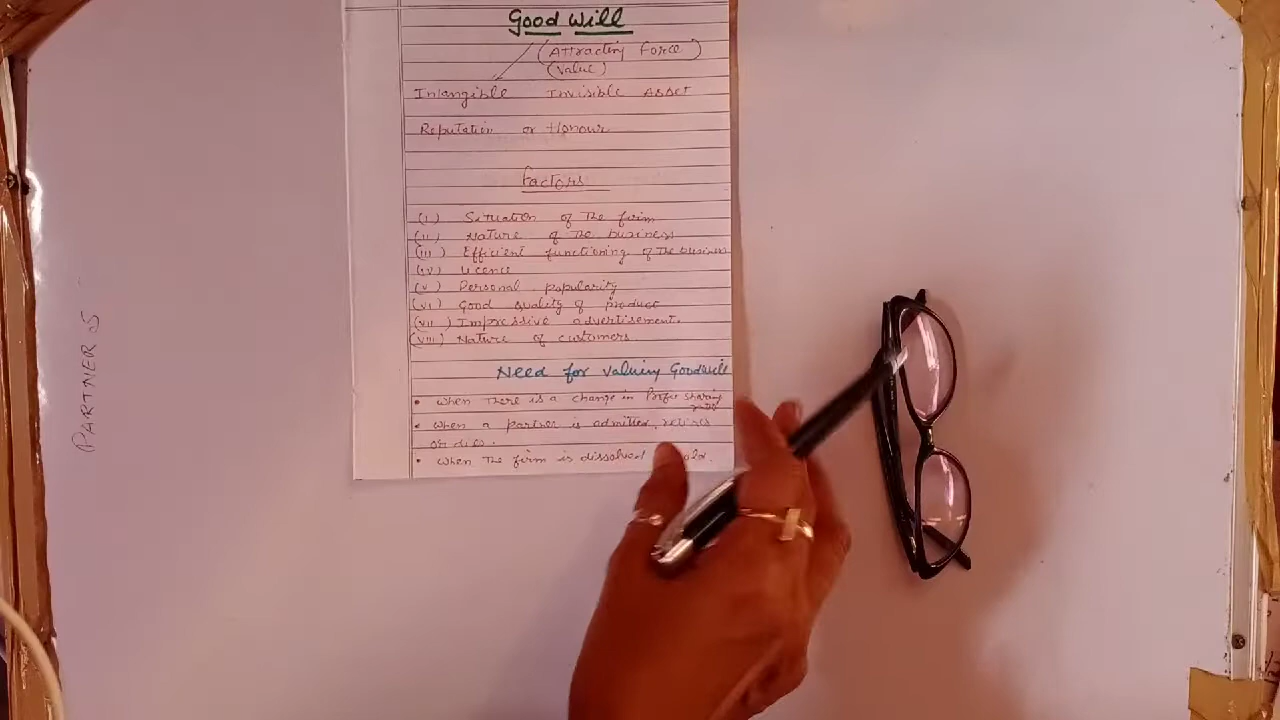 Good Will
(Attracting Force)
(Value)
Intangible Invisible Asset
Reputation or Honour
Factors
(i) Situation of the firm
(ii) Nature of the business
(iii) Efficient functioning of the business
(iv) Licence
(v) Personal popularity
(vi) Good quality of product
(vii) Impressive advertisement.
(viii) Nature of customers
Need for Valuing Goodwill
• When there is a change in Profit sharing
ratio
• When a partner is admitted, retires
or dies.
• When the firm is dissolved
PARTNER S